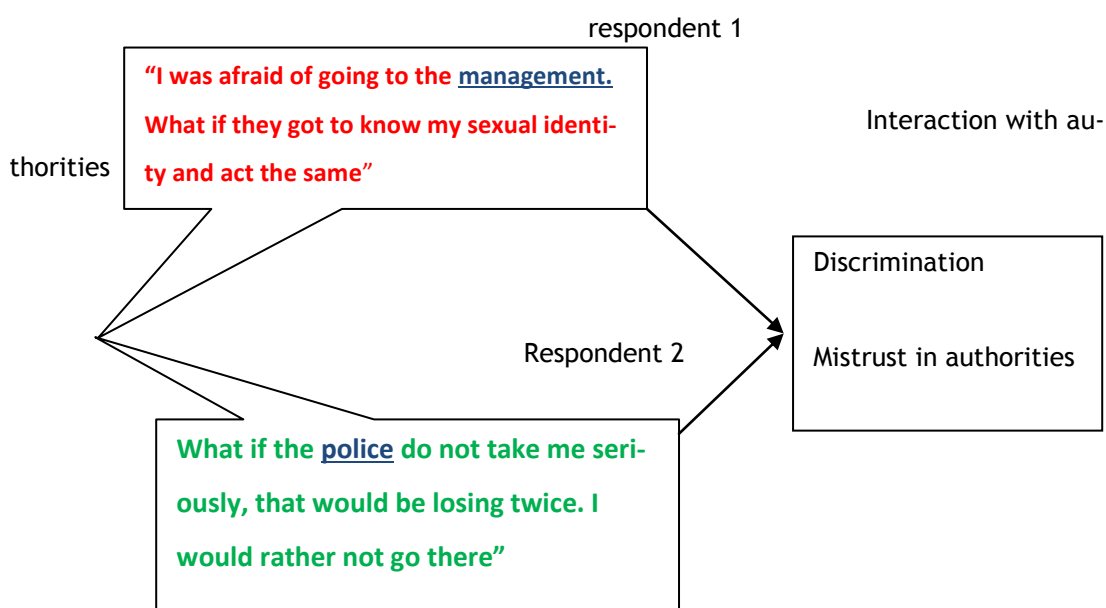 respondent 1
“I was afraid of going to the management.
What if they got to know my sexual identi-
ty and act the same”
Interaction with au-
thorities
Discrimination
Mistrust in authorities
Respondent 2
What if the police do not take me seri-
ously, that would be losing twice. I
would rather not go there”